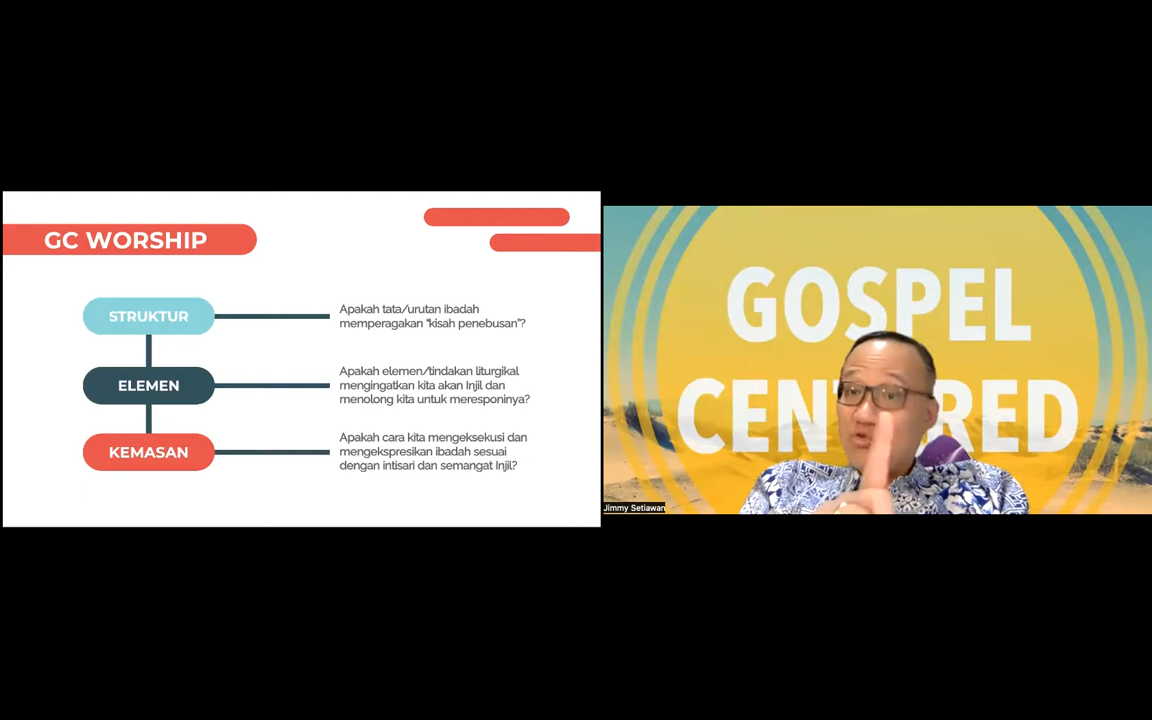 GC WORSHIP
STRUKTUR
Apakah tata/urutan ibadah
memperagakan “kisah penebusan”?
ELEMEN
Apakah elemen/tindakan liturgikal
mengingatkan kita akan Injil dan
menolong kita untuk meresponinya?
KEMASAN
Apakah cara kita mengeksekusi dan
mengekspresikan ibadah sesuai
dengan intisari dan semangat Injil?
GOSPEL
CENTRED
Jimmy Setiawan